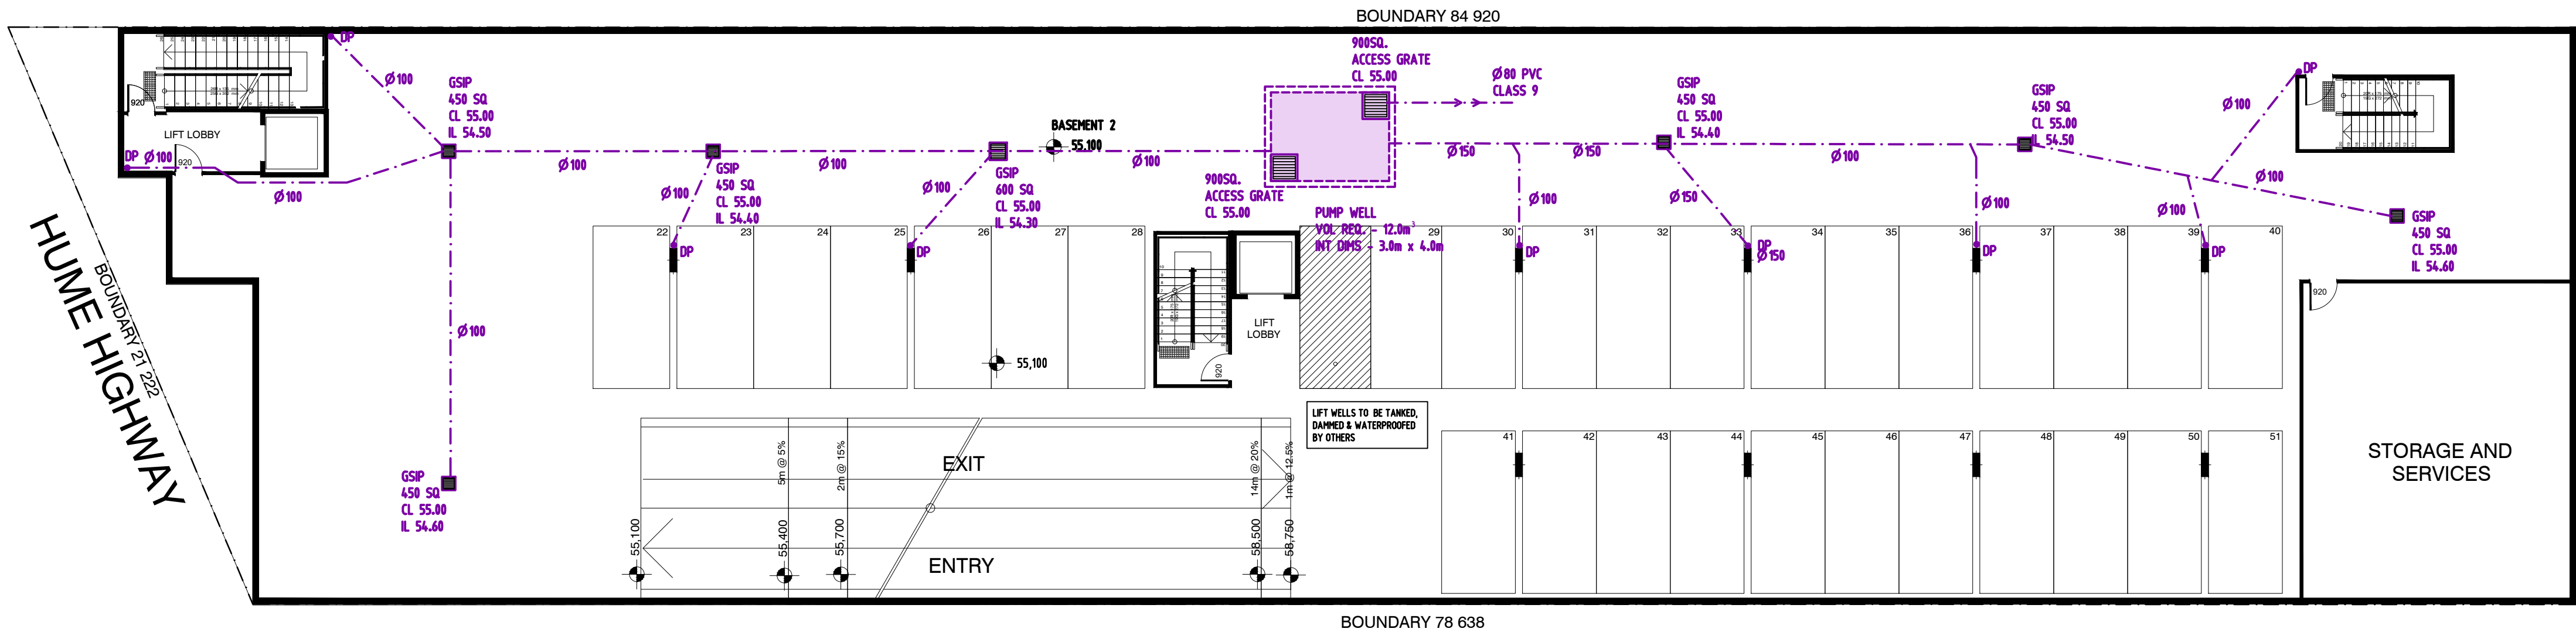 BOUNDARY 84 920
DP
Ø100
GSIP
450 SQ
CL 55.00
IL 54.50
920
LIFT LOBBY
DP Ø100
920
Ø100
Ø100
GSIP
450 SQ
CL 55.00
IL 54.40
Ø100
DP
Ø100
GSIP
600 SQ
CL 55.00
IL 54.30
Ø100
DP
BASEMENT 2
55.100
Ø100
900SQ.
ACCESS GRATE
CL 55.00
900SQ.
ACCESS GRATE
CL 55.00
Ø80 PVC
CLASS 9
PUMP WELL
VOL REQ. - 12.0m³
INT DIMS - 3.0m x 4.0m
Ø150
Ø150
Ø100
DP
GSIP
450 SQ
CL 55.00
IL 54.40
Ø150
DP
Ø150
Ø100
Ø100
DP
GSIP
450 SQ
CL 55.00
IL 54.50
Ø100
DP
Ø100
Ø100
DP
GSIP
450 SQ
CL 55.00
IL 54.60
22
23
24
25
26
27
28
29
30
31
32
33
34
35
36
37
38
39
40
HUME HIGHWAY
BOUNDARY 21 222
Ø100
GSIP
450 SQ
CL 55.00
IL 54.60
55,100
LIFT
LOBBY
920
920
LIFT WELLS TO BE TANKED,
DAMMED & WATERPROOFED
BY OTHERS
41
42
43
44
45
46
47
48
49
50
51
STORAGE AND
SERVICES
5m @ 5%
2m @ 15%
14m @ 20%
1m @ 12.5%
EXIT
ENTRY
55,100
55,400
55,700
58,500
58,750
BOUNDARY 78 638